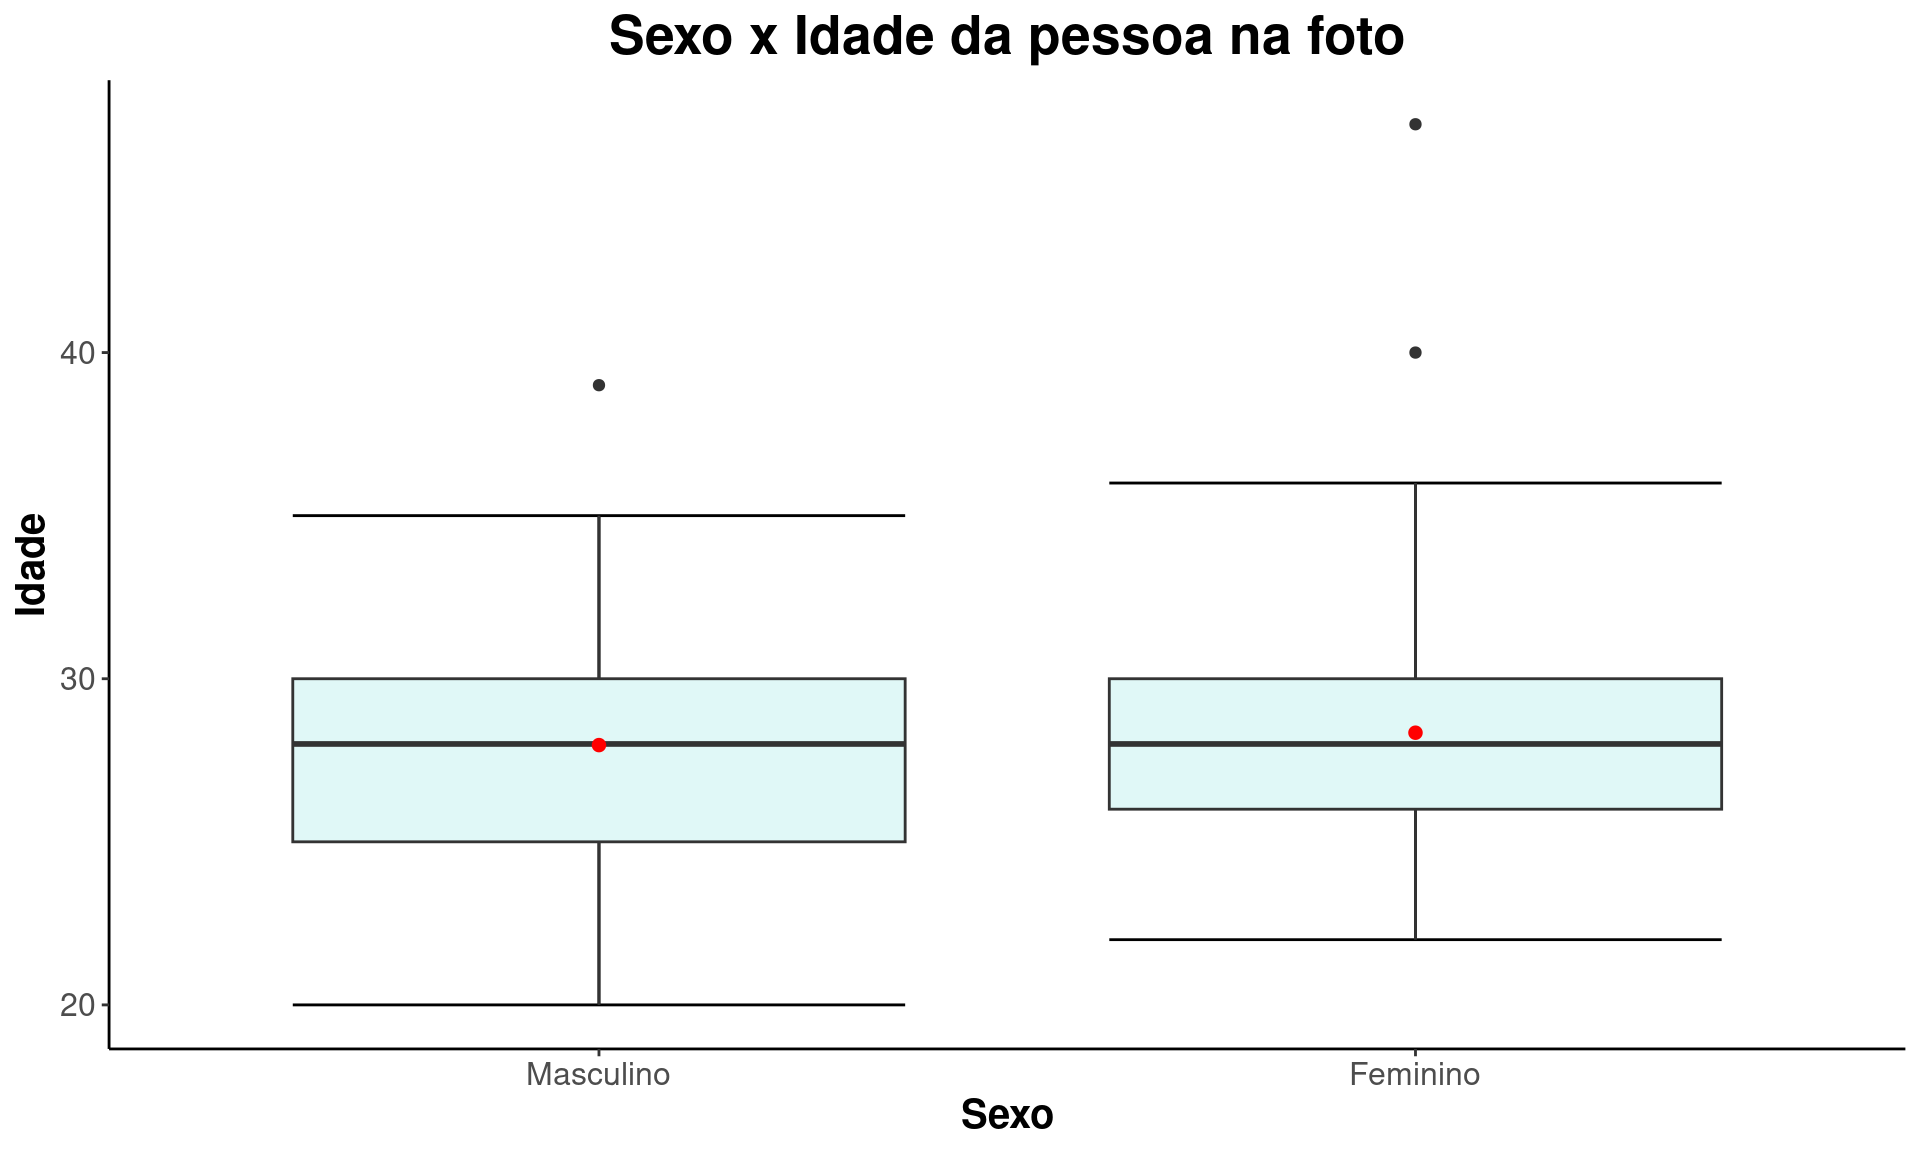 Sexo x Idade da pessoa na foto
Idade
40
30
20
Masculino
Feminino
Sexo